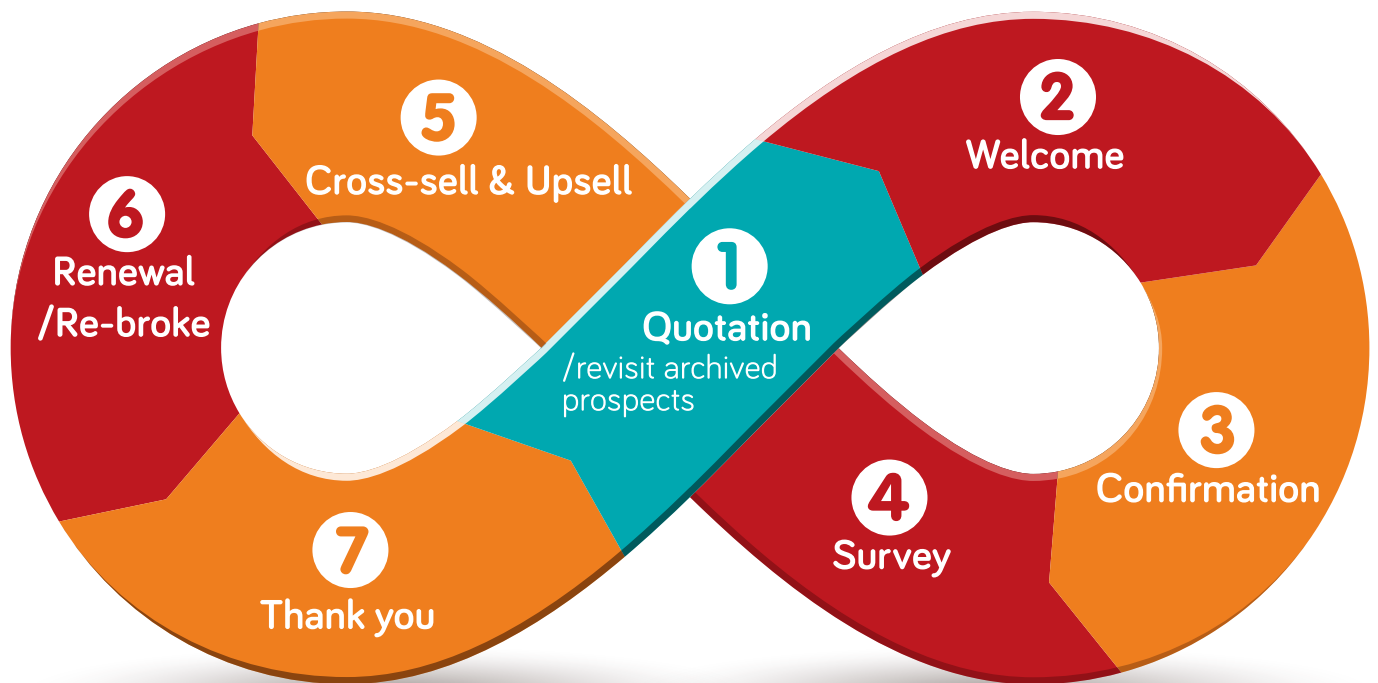 1
Quotation
/revisit archived
prospects
2
Welcome
3
Confirmation
4
Survey
5
Cross-sell & Upsell
6
Renewal
/Re-broke
7
Thank you